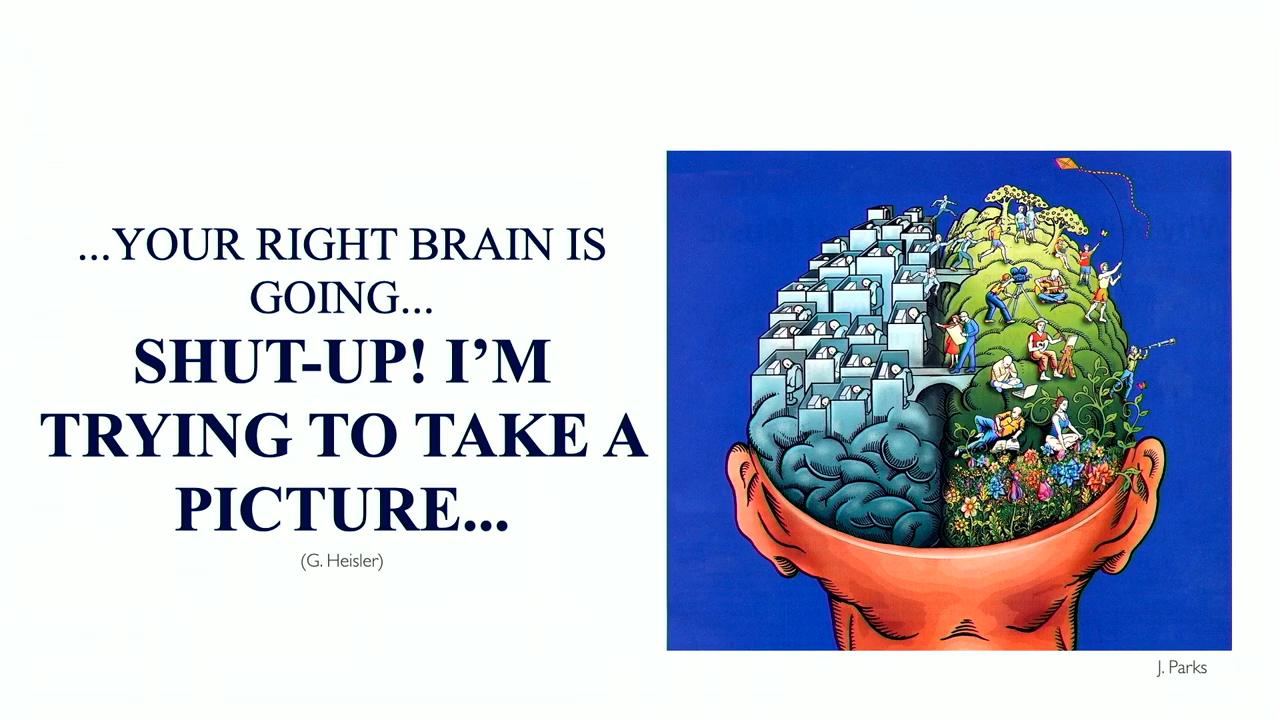 ...YOUR RIGHT BRAIN IS
GOING...
SHUT-UP! I’M
TRYING TO TAKE A
PICTURE...
(G. Heisler)
J. Parks